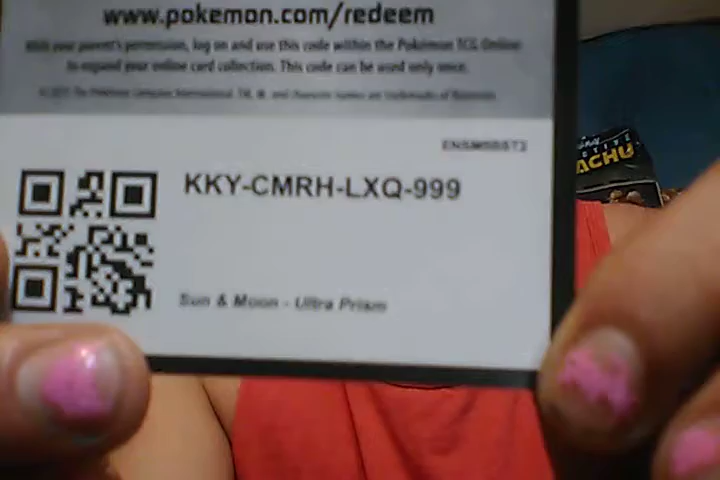 www.pokemon.com/redeem
With your parent's permission, log on and use this code within the Pokémon TCG Online
to expand your online card collection. This code can be used only once.
KKY-CMRH-LXQ-999
Sun & Moon - Ultra Prism
ACHU